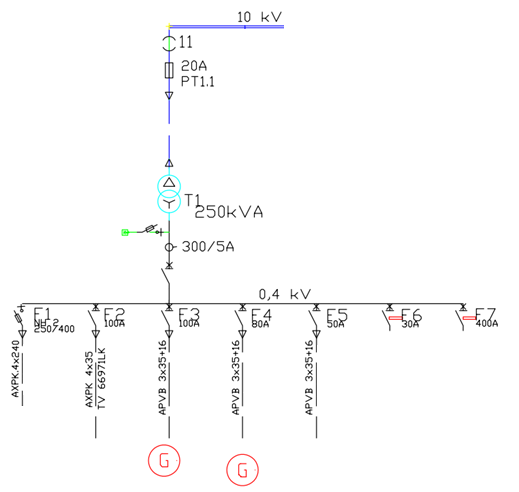 10 kV
11
20A
PT1.1
T1
250kVA
300/5A
0,4 kV
F1
NH 2
250/400
F2
100A
F3
100A
F4
80A
F5
50A
F6
30A
F7
400A
AXPK.4x240
AXPK 4x35
TV 66971LK
APVB 3x35+16
APVB 3x35+16
APVB 3x35+16
G
G